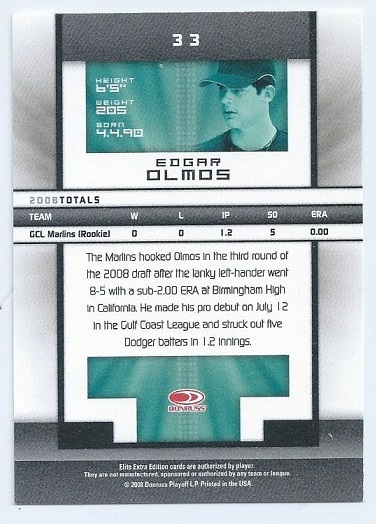 33
HEIGHT
6'5"
WEIGHT
205
BORN
4.4.90
EDGAR
OLMOS
2008TOTALS
TEAM W L IP SO ERA
GCL Marlins (Rookie) 0 0 1.2 5 0.00
The Marlins hooked Olmos in the third round of
the 2008 draft after the lanky left-hander went
8-5 with a sub-2.00 ERA at Birmingham High
in California. He made his pro debut on July 12
in the Gulf Coast League and struck out five
Dodger batters in 1.2 innings.
DONRUSS
Elite Extra Edition cards are authorized by player.
They are not manufactured, sponsored or authorized by any team or league.
© 2008 Donruss Playoff L.P. Printed in the USA.